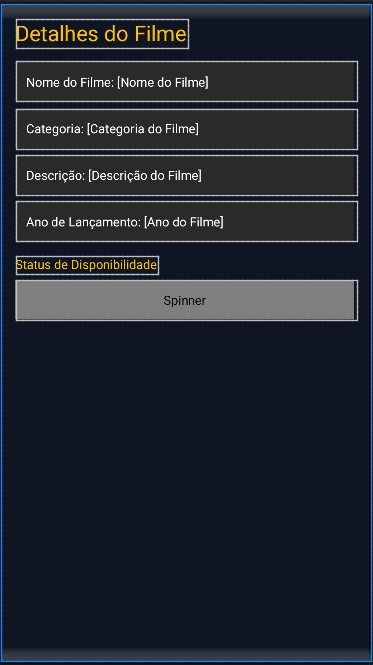 Detalhes do Filme
Nome do Filme: [Nome do Filme]
Categoria: [Categoria do Filme]
Descrição: [Descrição do Filme]
Ano de Lançamento: [Ano do Filme]
Status de Disponibilidade
Spinner